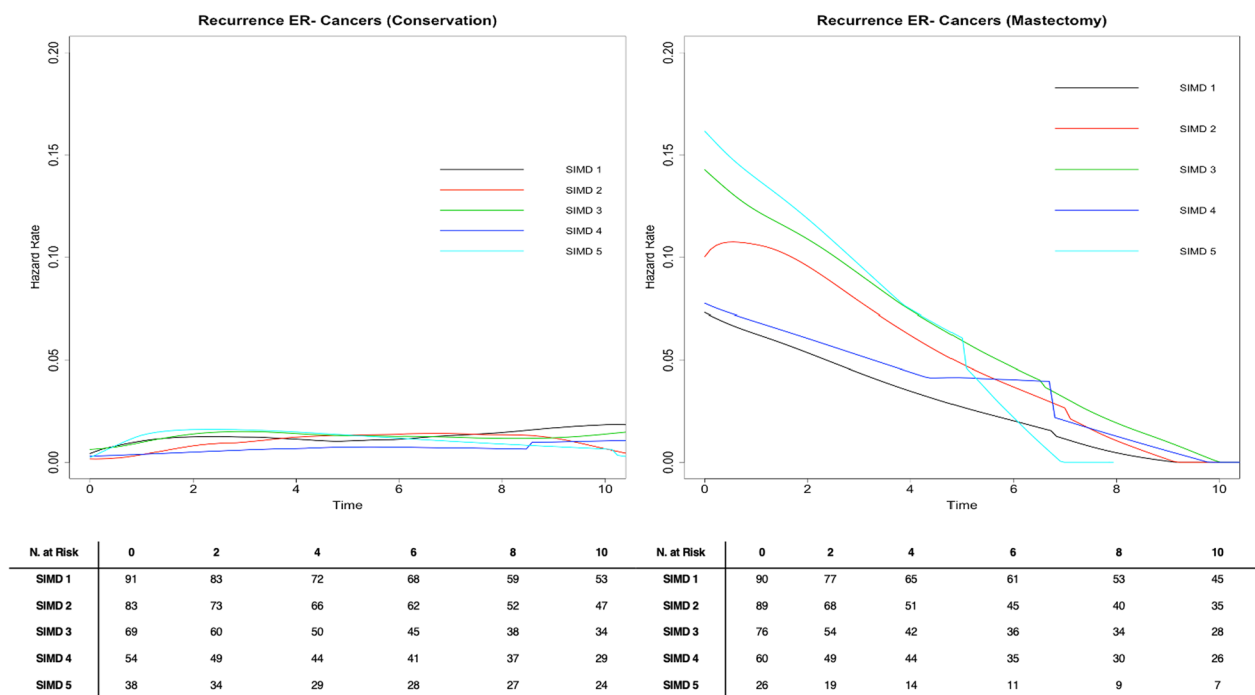 Recurrence ER- Cancers (Conservation)
0.20
0.15
0.10
0.05
0.00
Hazard Rate
SIMD 1
SIMD 2
SIMD 3
SIMD 4
SIMD 5
0 2 4 6 8 10
Time
Recurrence ER- Cancers (Mastectomy)
0.20
0.15
0.10
0.05
0.00
Hazard Rate
SIMD 1
SIMD 2
SIMD 3
SIMD 4
SIMD 5
0 2 4 6 8 10
Time
N. at Risk 0 2 4 6 8 10
SIMD 1 91 83 72 68 59 53
SIMD 2 83 73 66 62 52 47
SIMD 3 69 60 50 45 38 34
SIMD 4 54 49 44 41 37 29
SIMD 5 38 34 29 28 27 24
N. at Risk 0 2 4 6 8 10
SIMD 1 90 77 65 61 53 45
SIMD 2 89 68 51 45 40 35
SIMD 3 76 54 42 36 34 28
SIMD 4 60 49 44 35 30 26
SIMD 5 26 19 14 11 9 7